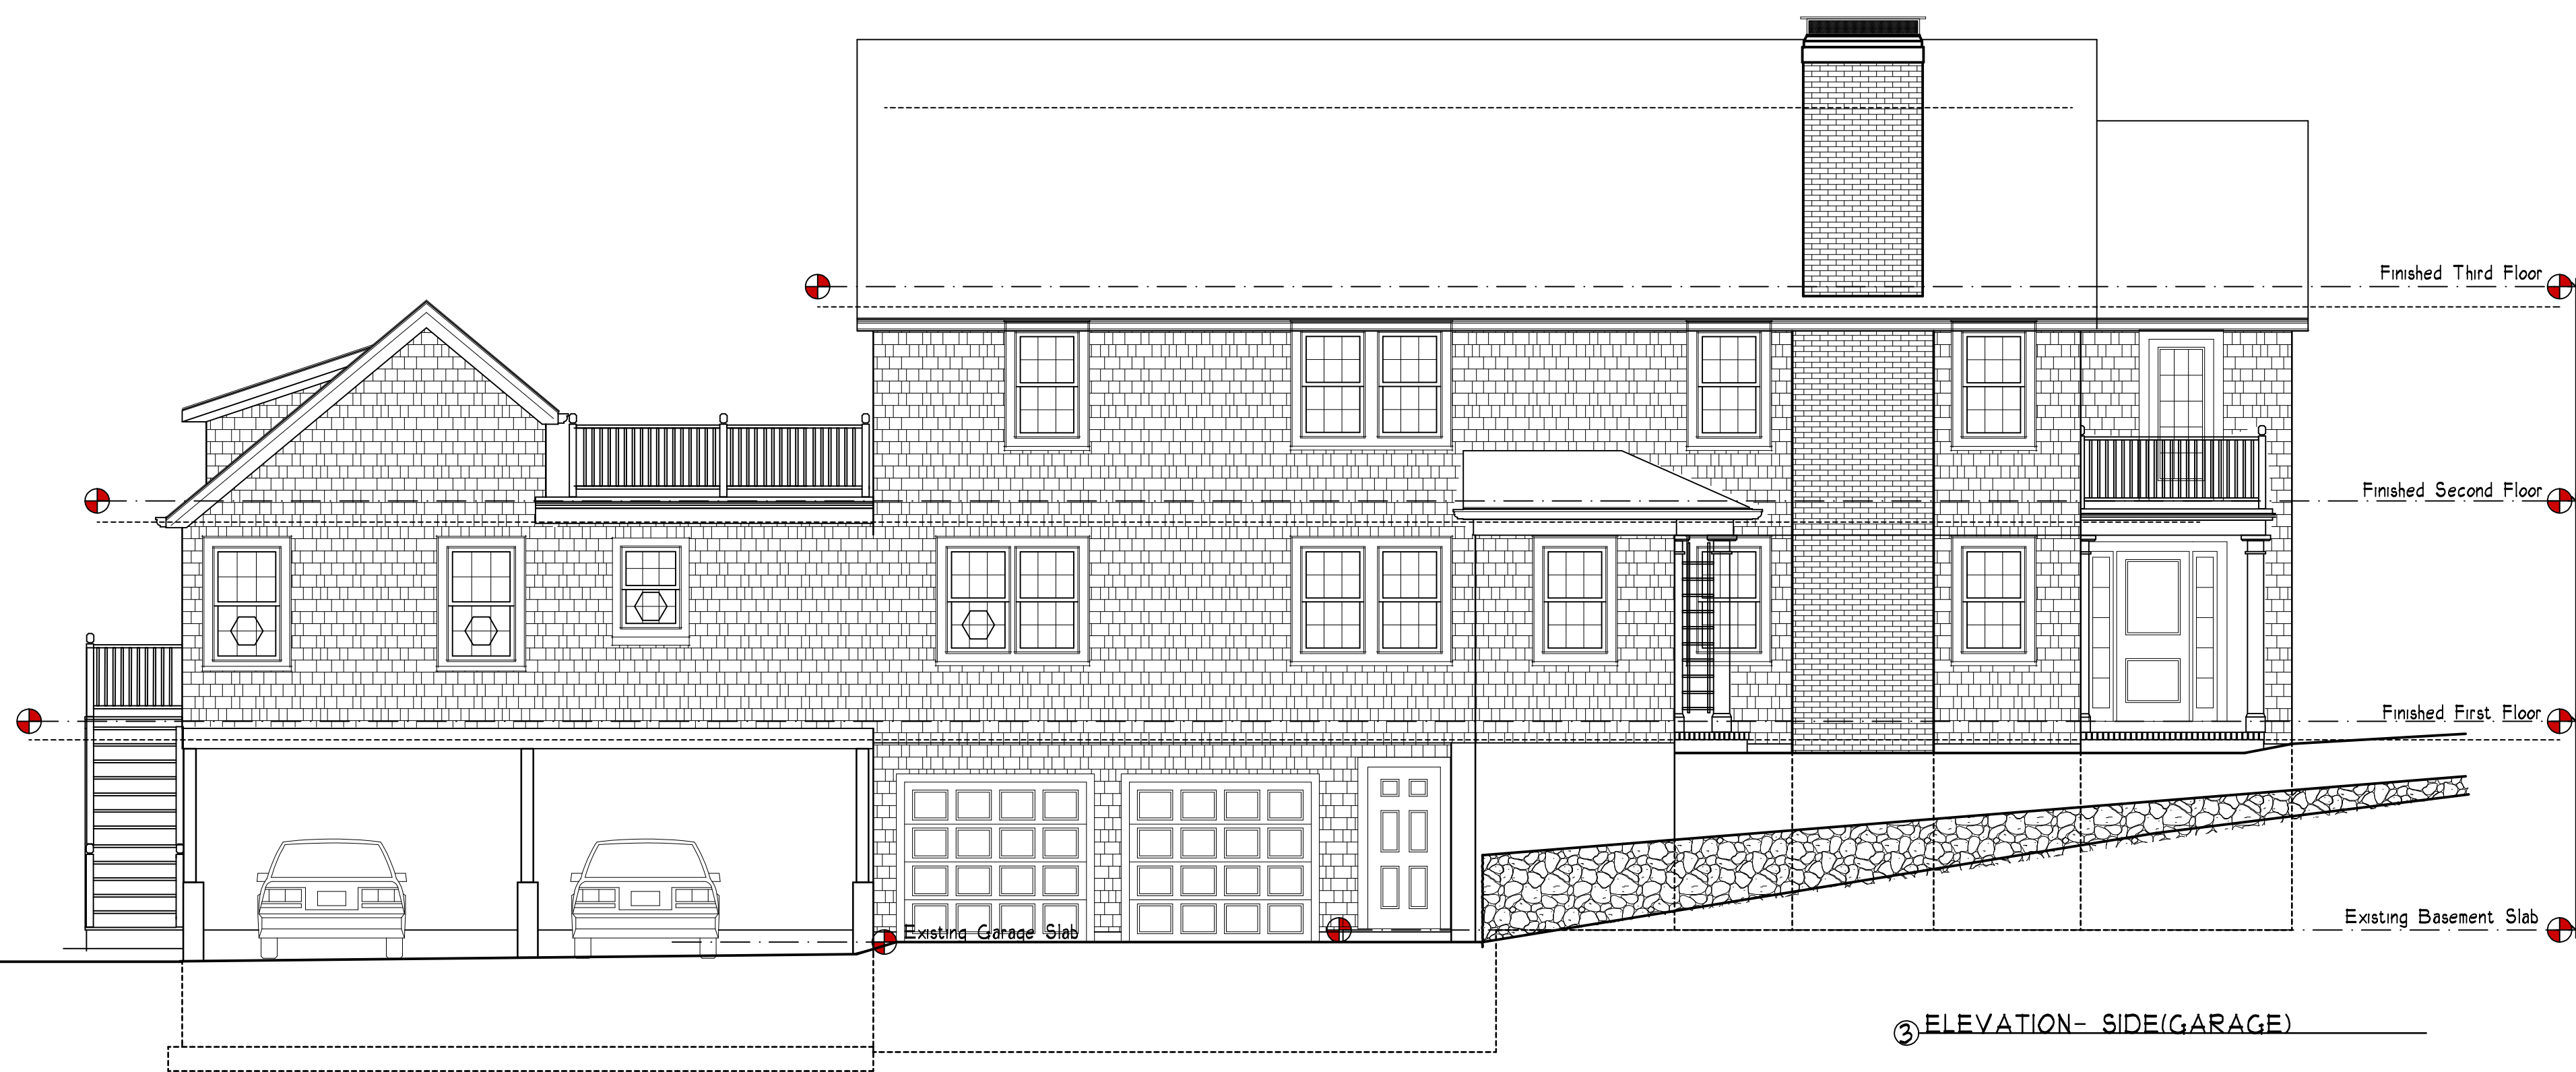 Finished Third Floor
Finished Second Floor
Finished First Floor
Existing Garage Slab
Existing Basement Slab
3 ELEVATION- SIDE(GARAGE)